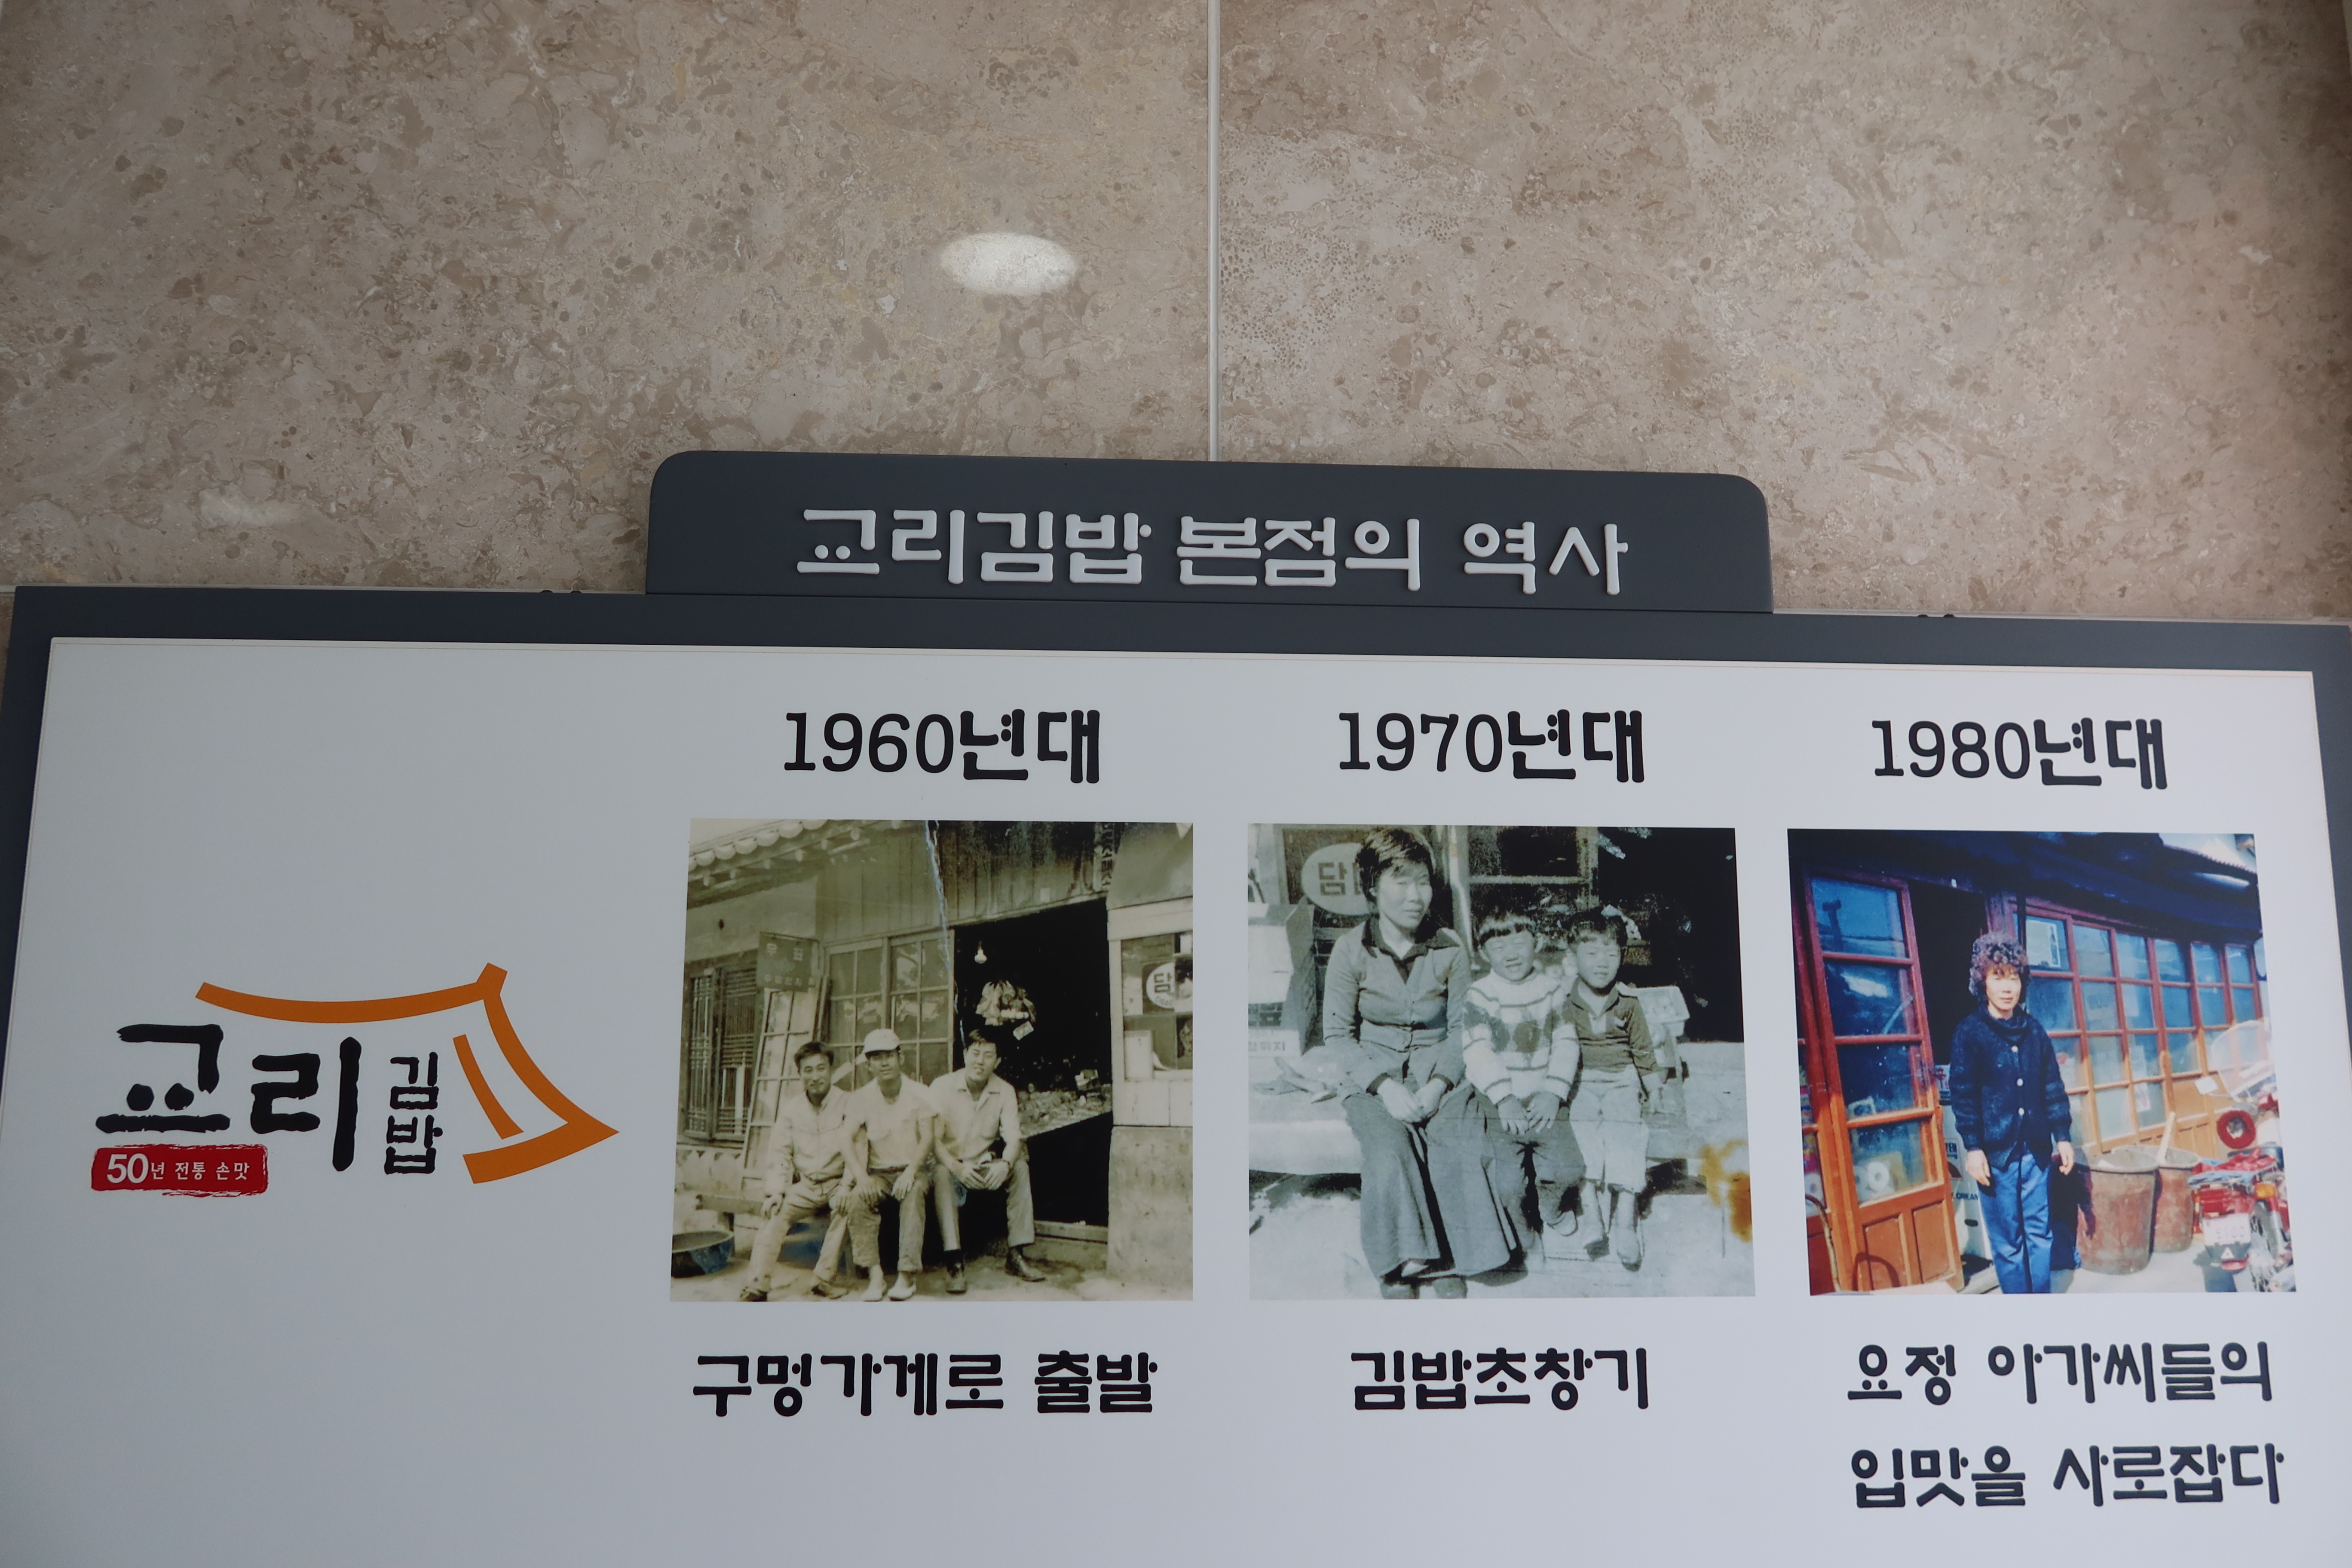 교리김밥 본점의 역사
1960년대
1970년대
1980년대
교리
김밥
50년 전통 손맛
담
담
구멍가게로 출발
김밥초창기
요정 아가씨들의
입맛을 사로잡다